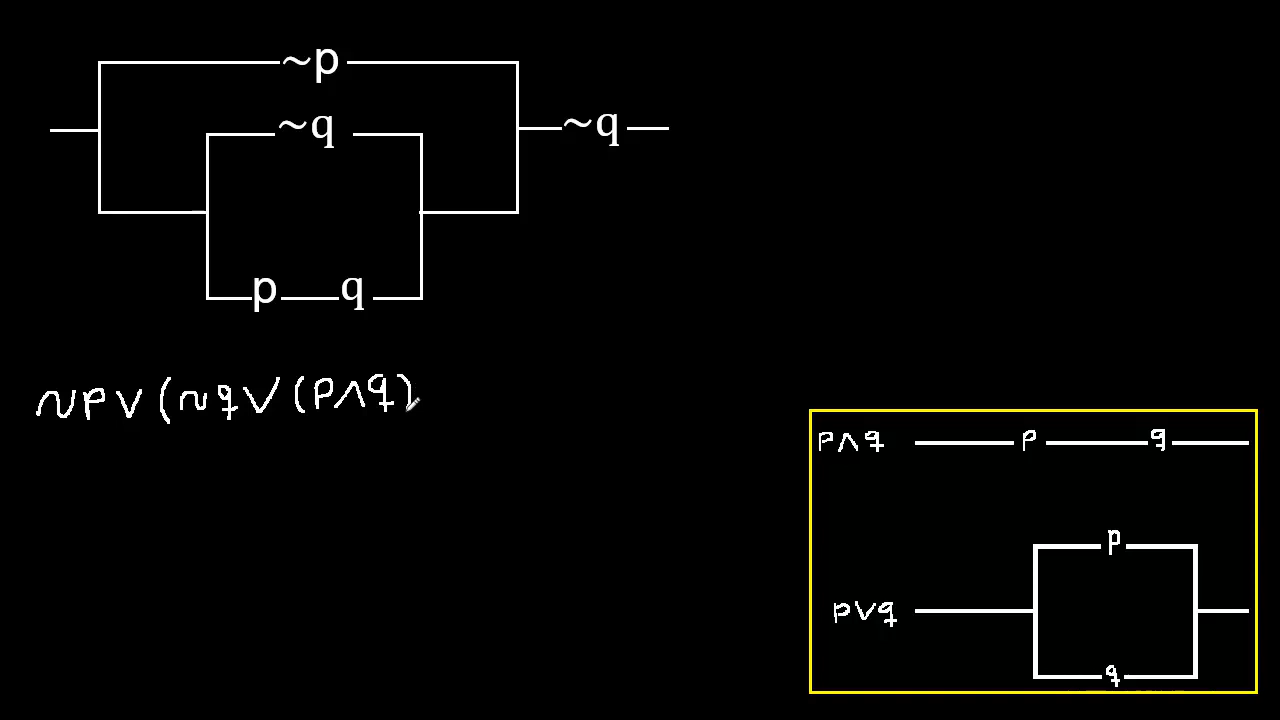 ~p
~q
~q
p q
~p∨(~q∨(p∧q)
p∧q p q
p
p∨q
q